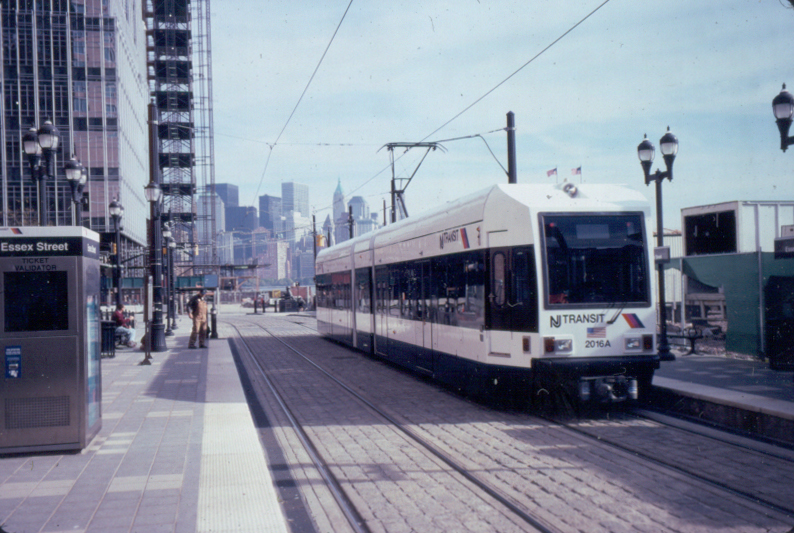 Essex Street
TICKET
VALIDATOR
NJ TRANSIT
NJ TRANSIT
2016A